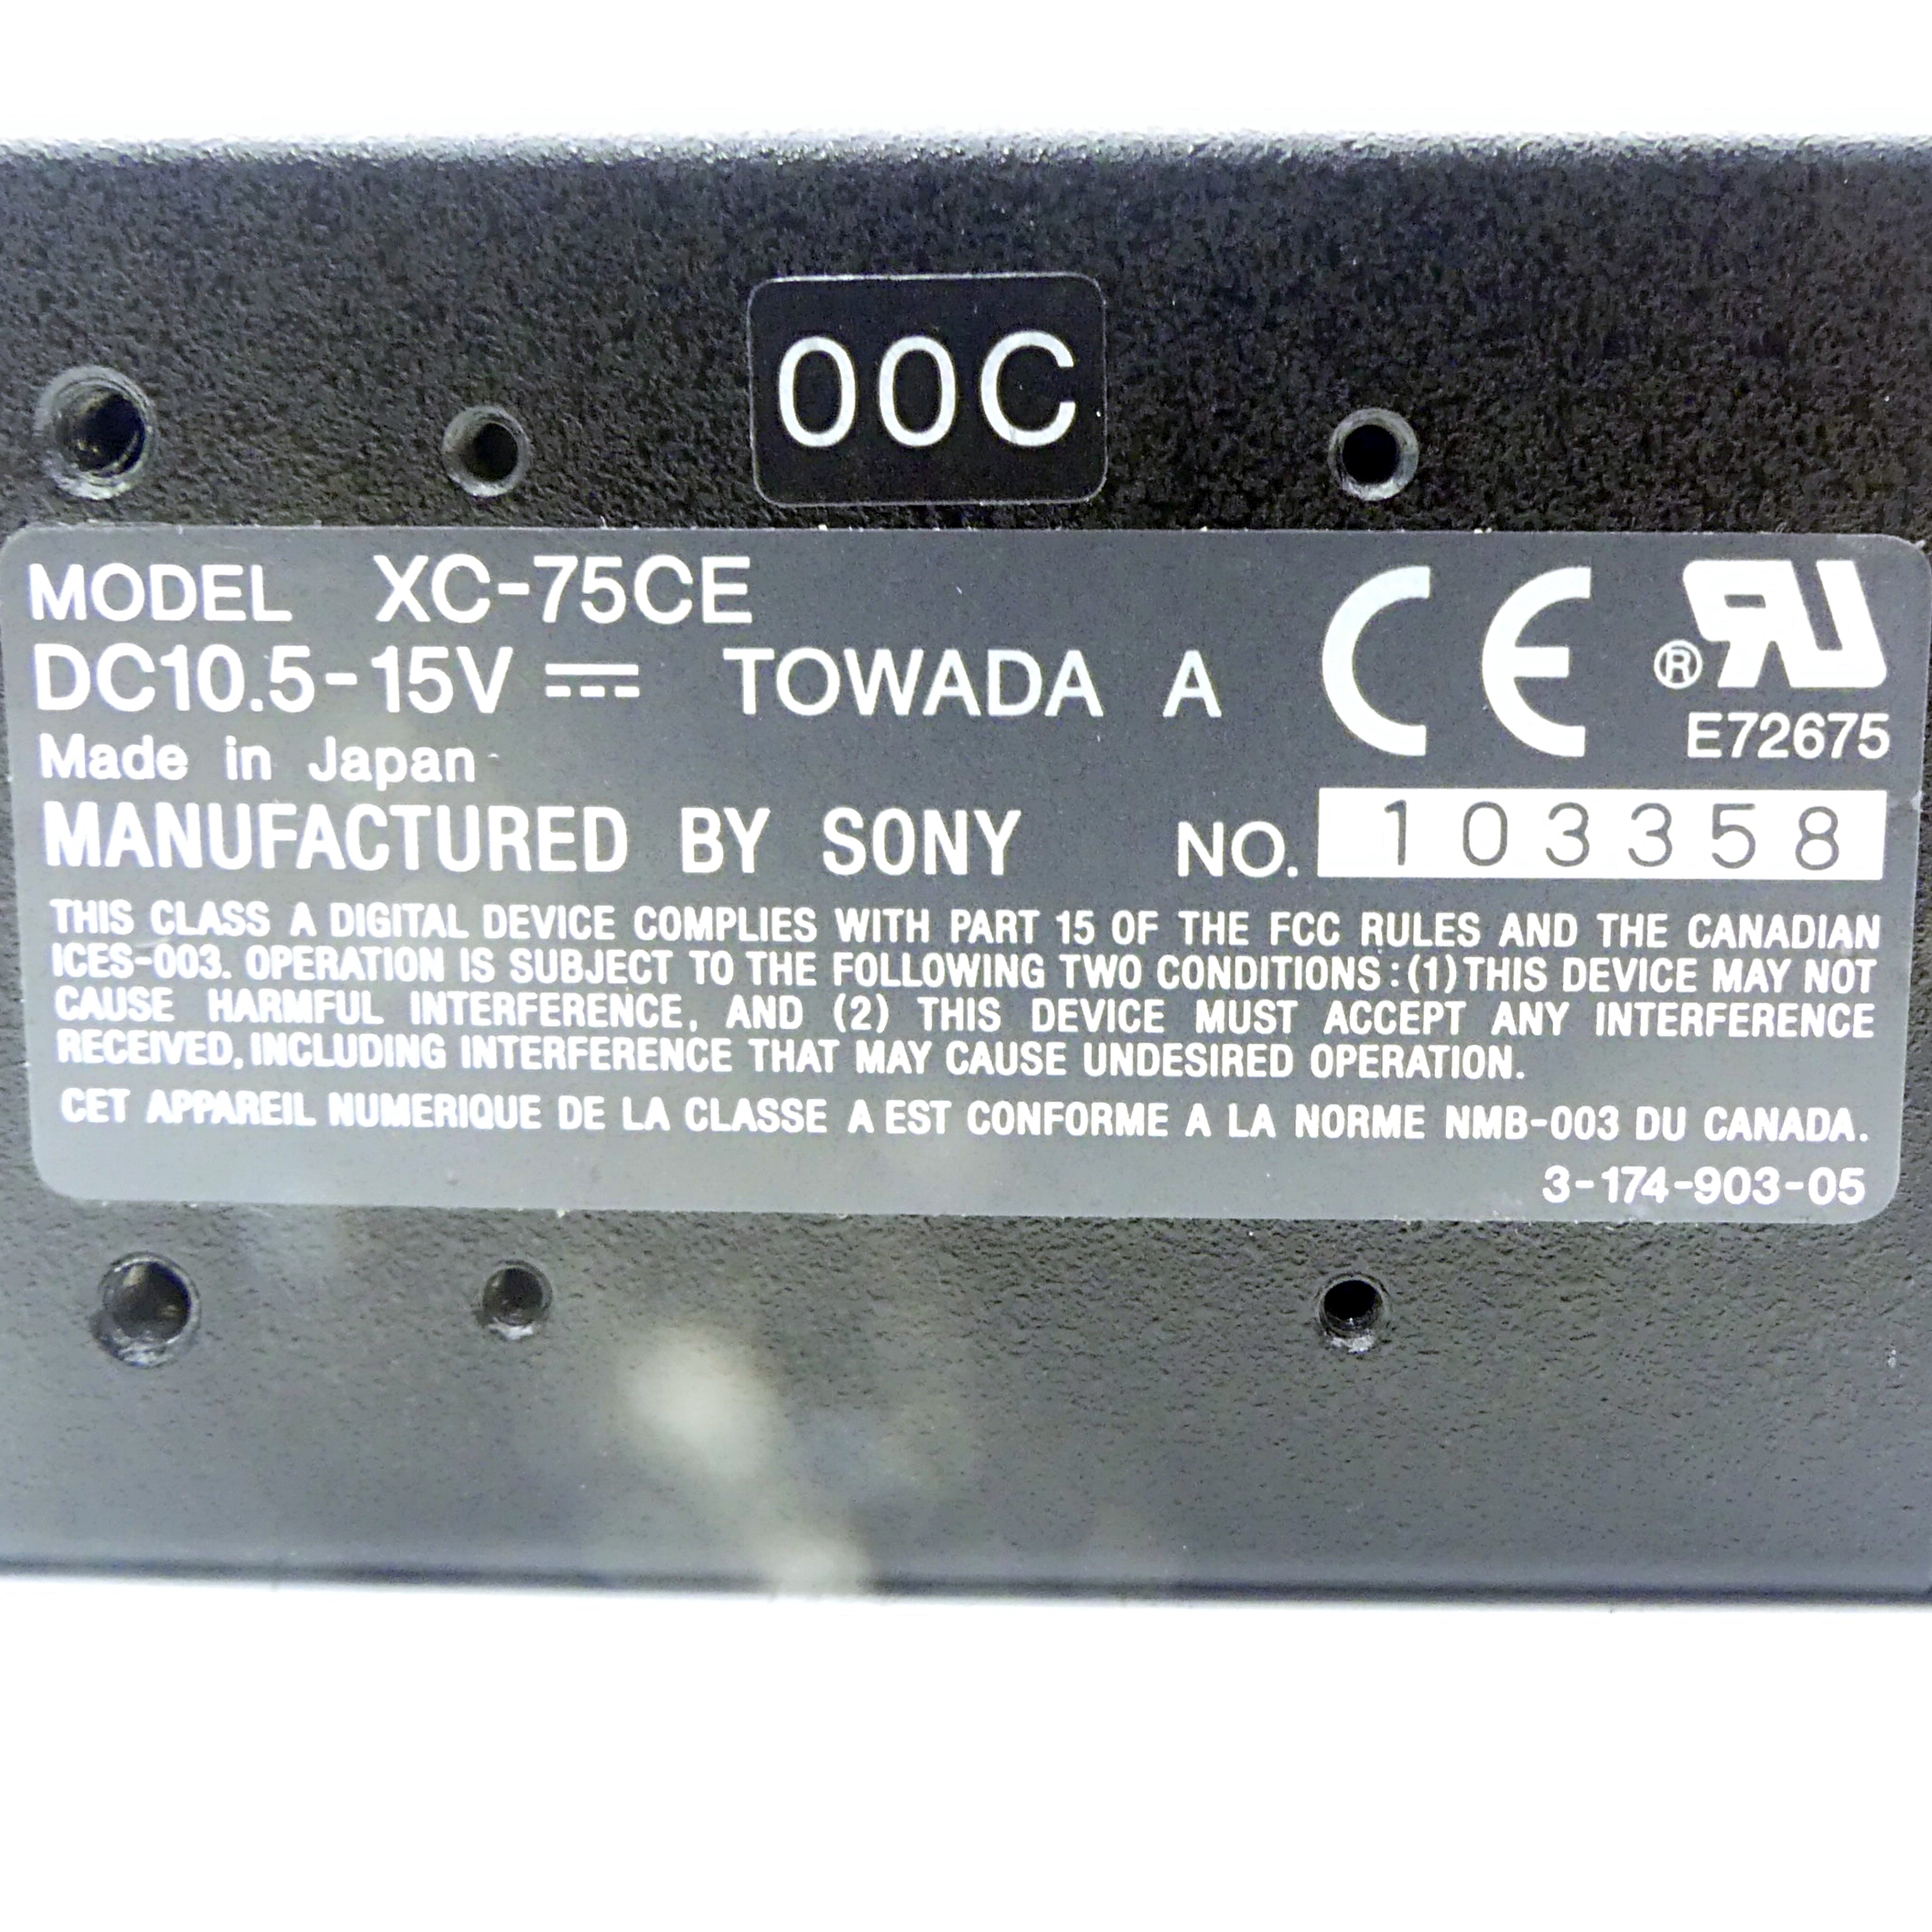 00C
MODEL XC-75CE
DC10.5-15V ⎓ TOWADA A
CE
®
E72675
Made in Japan
MANUFACTURED BY SONY NO. 103358
THIS CLASS A DIGITAL DEVICE COMPLIES WITH PART 15 OF THE FCC RULES AND THE CANADIAN
ICES-003. OPERATION IS SUBJECT TO THE FOLLOWING TWO CONDITIONS:(1)THIS DEVICE MAY NOT
CAUSE HARMFUL INTERFERENCE, AND (2) THIS DEVICE MUST ACCEPT ANY INTERFERENCE
RECEIVED, INCLUDING INTERFERENCE THAT MAY CAUSE UNDESIRED OPERATION.
CET APPAREIL NUMERIQUE DE LA CLASSE A EST CONFORME A LA NORME NMB-003 DU CANADA.
3-174-903-05